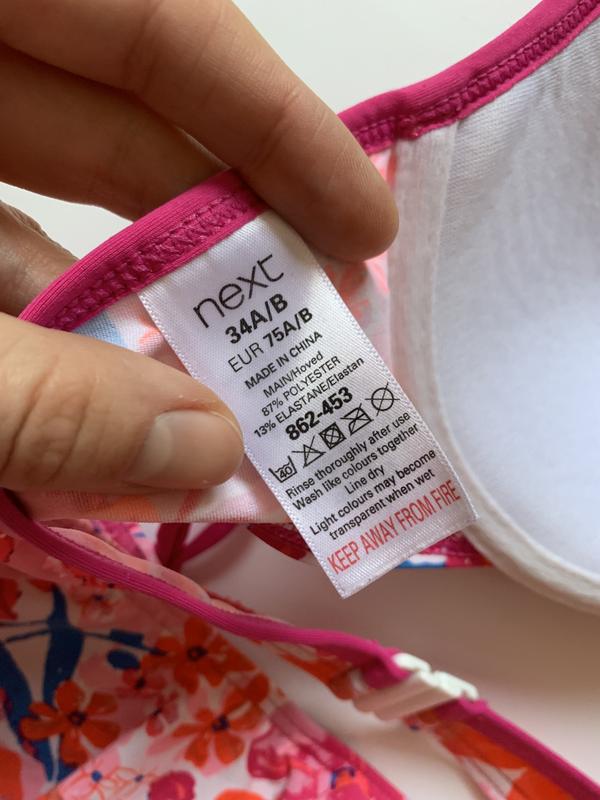 next
34A/B
EUR 75A/B
MADE IN CHINA
MAIN/Hoved
87% POLYESTER
13% ELASTANE/Elastan
862-453
40
Rinse thoroughly after use
Wash like colours together
Line dry
Light colours may become
transparent when wet
KEEP AWAY FROM FIRE